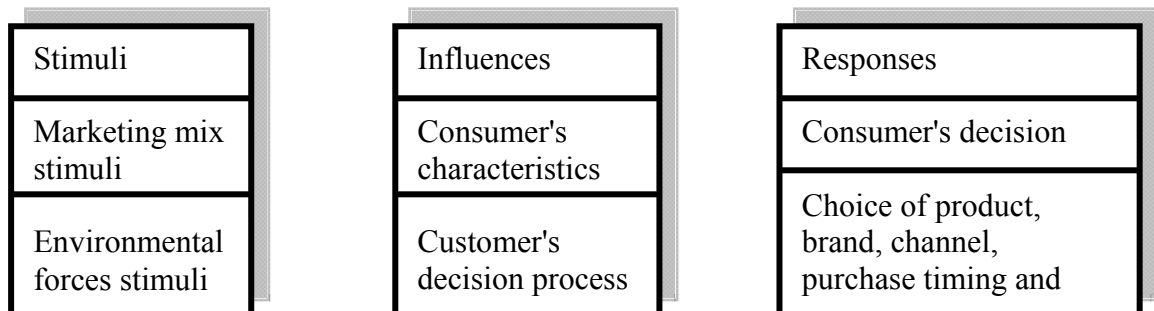 Stimuli
Marketing mix
stimuli
Environmental
forces stimuli
Influences
Consumer's
characteristics
Customer's
decision process
Responses
Consumer's decision
Choice of product,
brand, channel,
purchase timing and